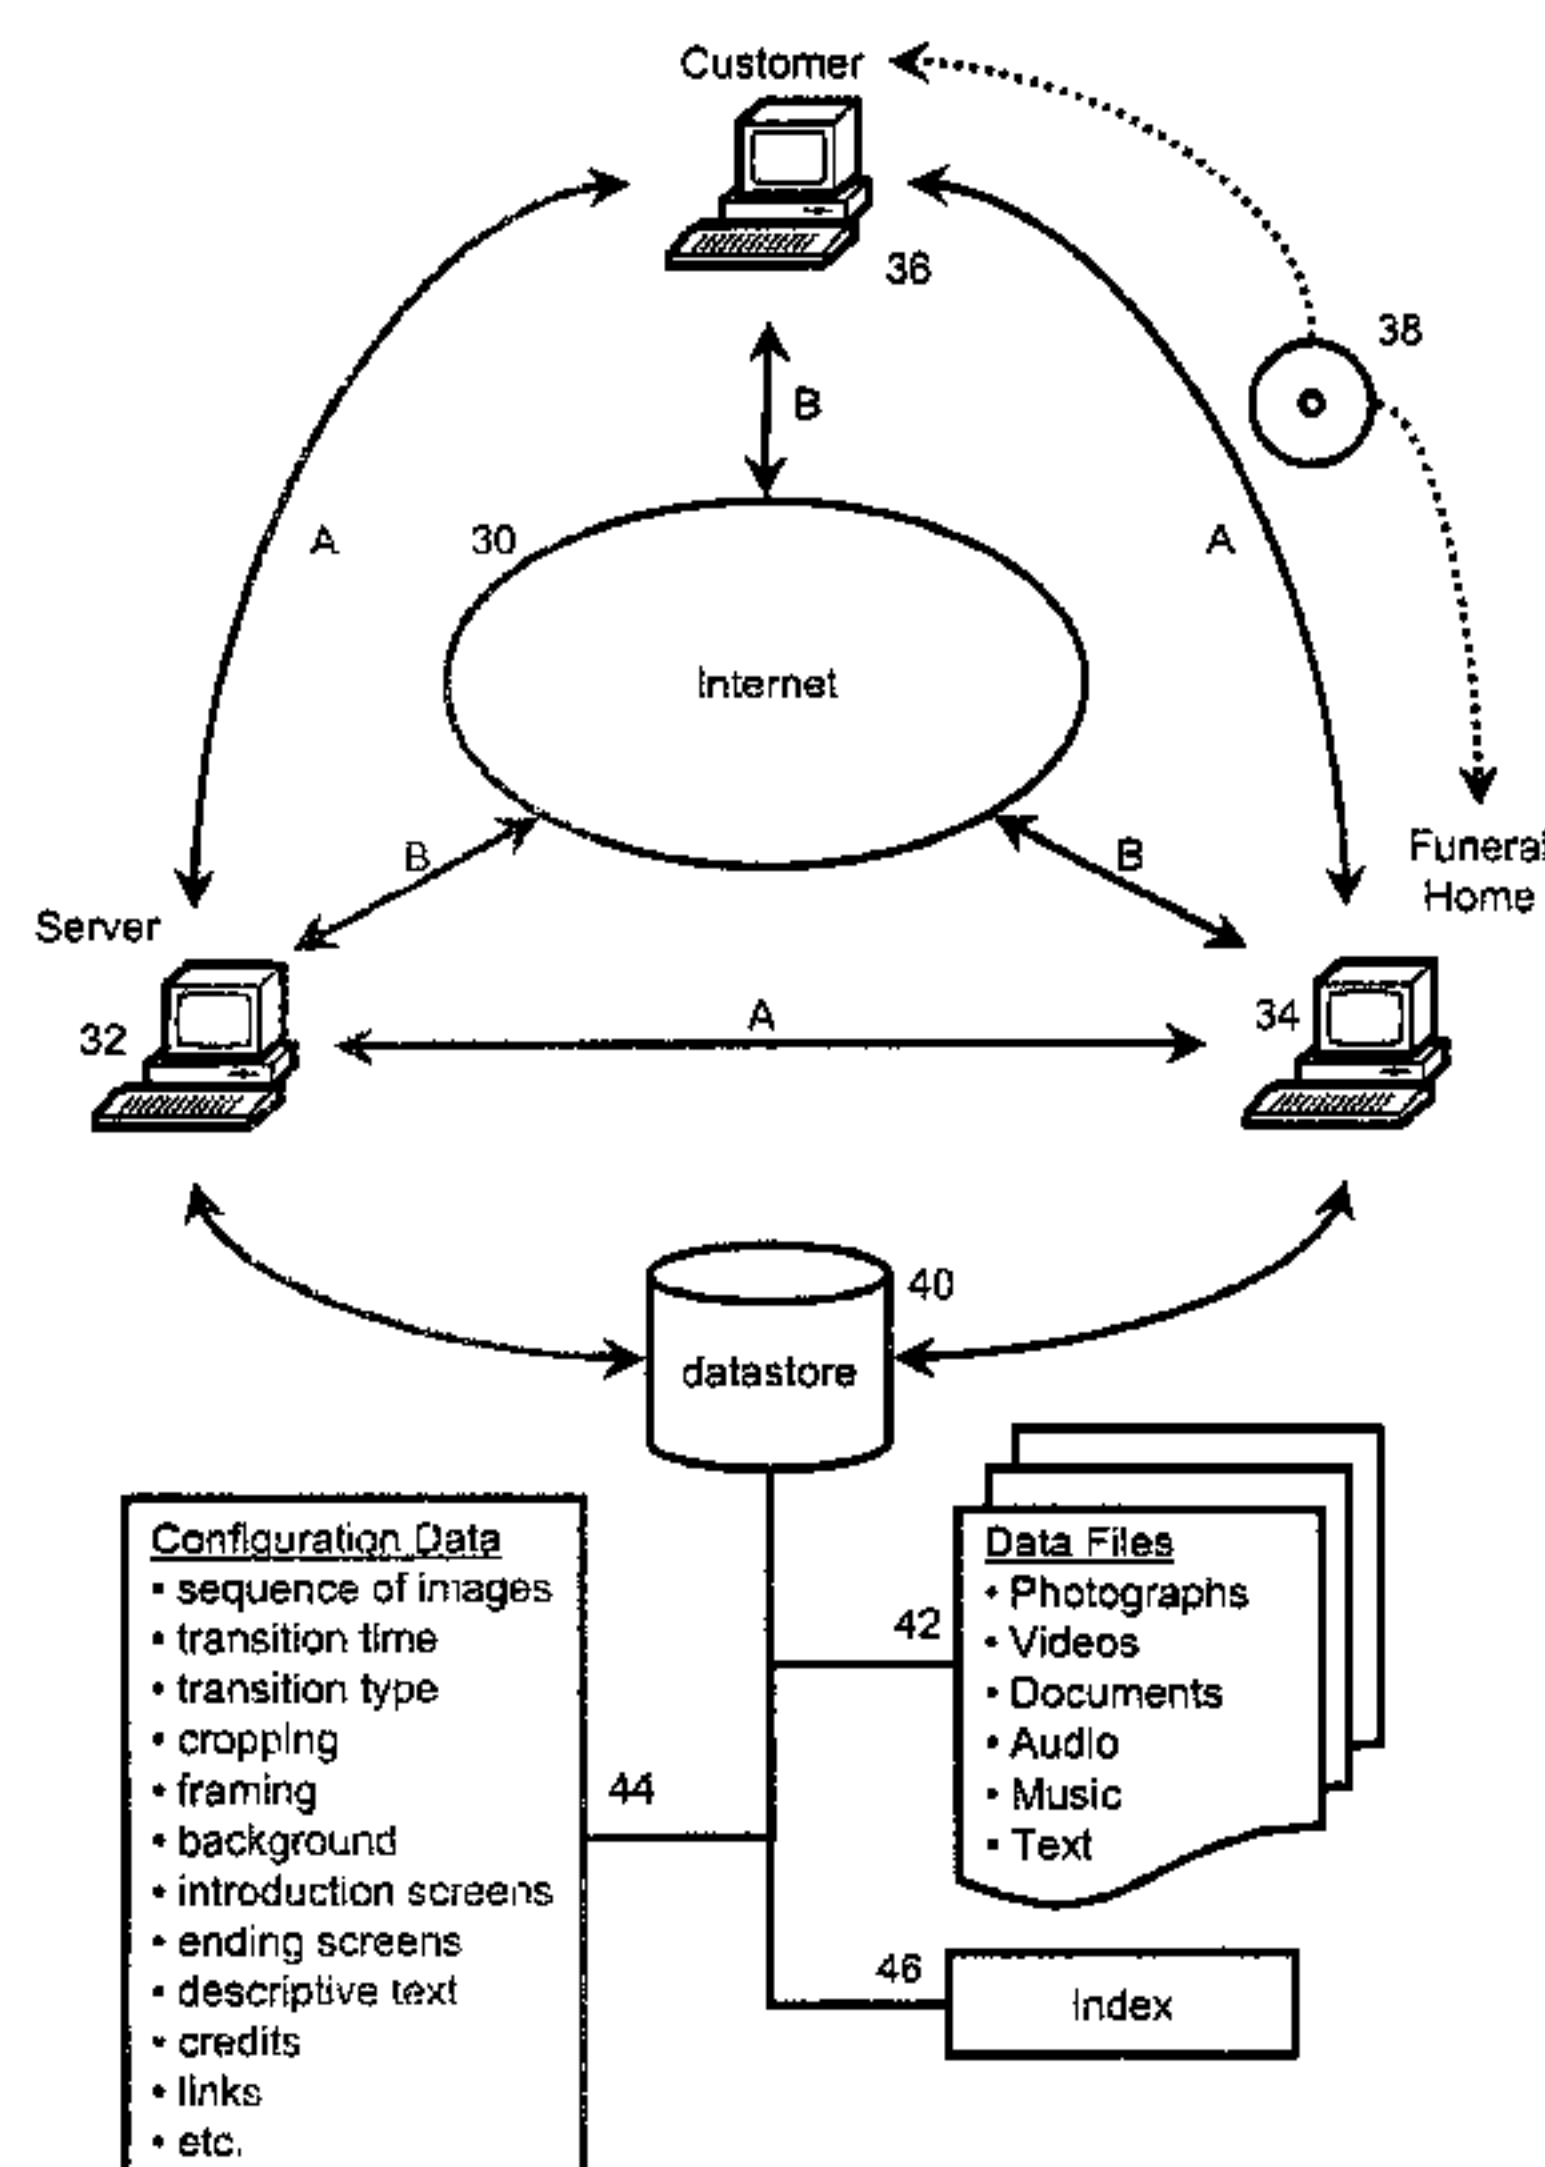 Customer
36
38
B
A
30
A
Internet
B
B
Funeral
Home
Server
A
32
34
40
datastore
Configuration Data
• sequence of images
• transition time
• transition type
• cropping
• framing
• background
• introduction screens
• ending screens
• descriptive text
• credits
• links
• etc.
44
42
Data Files
• Photographs
• Videos
• Documents
• Audio
• Music
• Text
46
Index